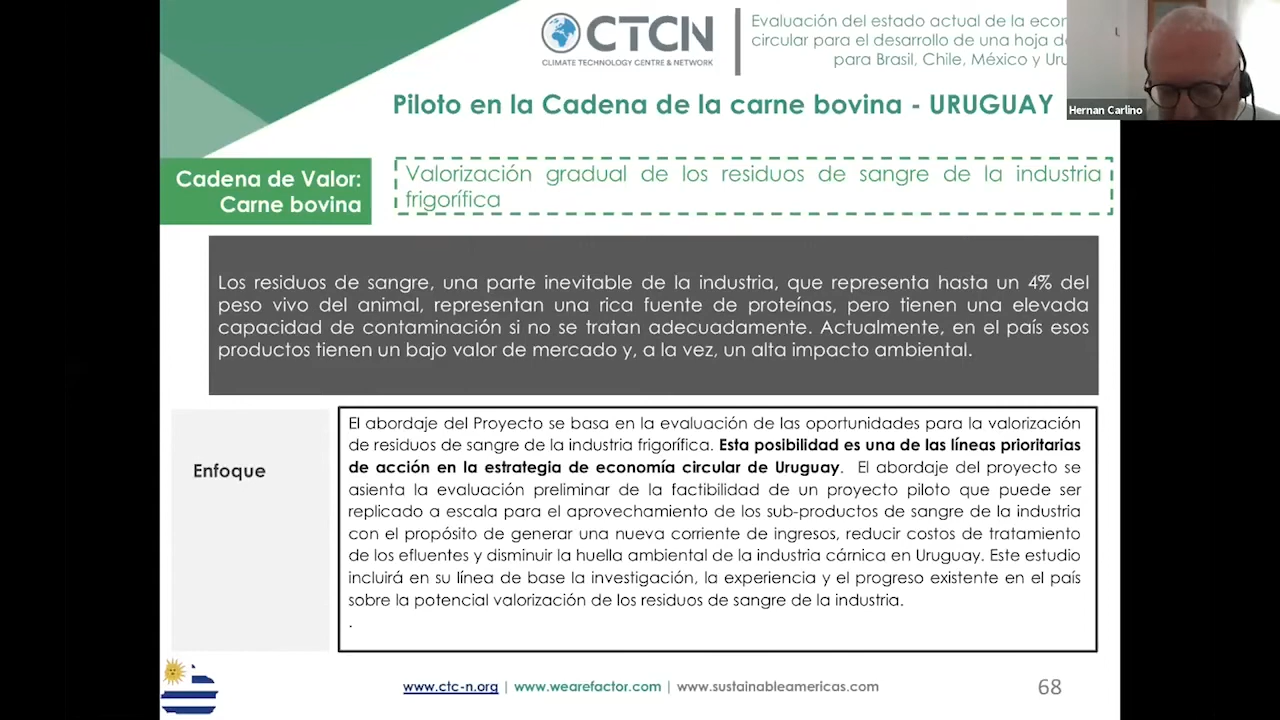 CTCN
CLIMATE TECHNOLOGY CENTRE & NETWORK
Evaluación del estado actual de la
circular para el desarrollo de una hoja
para Brasil, Chile, México y
Hernan Carlino
Piloto en la Cadena de la carne bovina - URUGUAY
Cadena de Valor:
Carne bovina
Valorización gradual de los residuos de sangre de la industria
frigorífica
Los residuos de sangre, una parte inevitable de la industria, que representa hasta un 4% del
peso vivo del animal, representan una rica fuente de proteínas, pero tienen una elevada
capacidad de contaminación si no se tratan adecuadamente. Actualmente, en el país esos
productos tienen un bajo valor de mercado y, a la vez, un alta impacto ambiental.
Enfoque
El abordaje del Proyecto se basa en la evaluación de las oportunidades para la valorización
de residuos de sangre de la industria frigorífica. Esta posibilidad es una de las líneas prioritarias
de acción en la estrategia de economía circular de Uruguay. El abordaje del proyecto se
asienta la evaluación preliminar de la factibilidad de un proyecto piloto que puede ser
replicado a escala para el aprovechamiento de los sub-productos de sangre de la industria
con el propósito de generar una nueva corriente de ingresos, reducir costos de tratamiento
de los efluentes y disminuir la huella ambiental de la industria cárnica en Uruguay. Este estudio
incluirá en su línea de base la investigación, la experiencia y el progreso existente en el país
sobre la potencial valorización de los residuos de sangre de la industria.
.
www.ctc-n.org | www.wearefactor.com | www.sustainableamericas.com
68